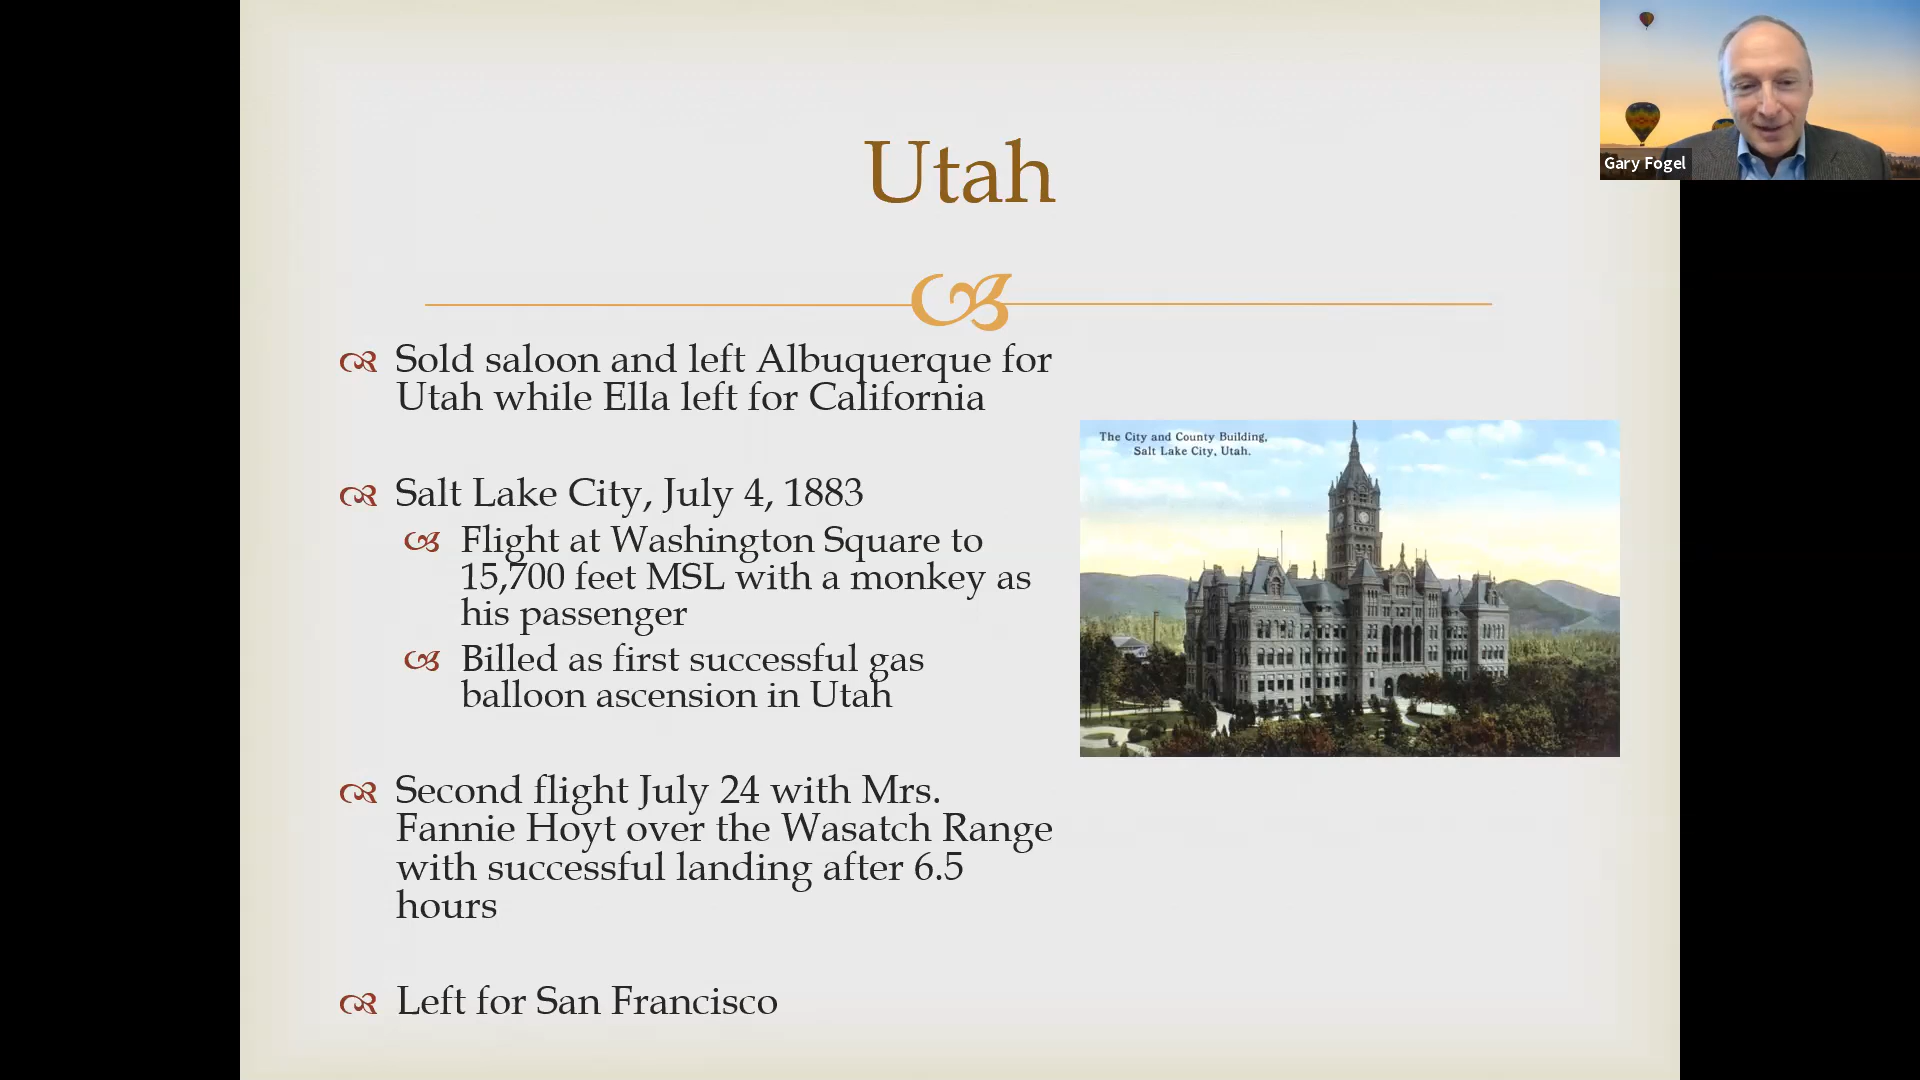 Utah
Gary Fogel
Sold saloon and left Albuquerque for
Utah while Ella left for California
Salt Lake City, July 4, 1883
Flight at Washington Square to
15,700 feet MSL with a monkey as
his passenger
Billed as first successful gas
balloon ascension in Utah
Second flight July 24 with Mrs.
Fannie Hoyt over the Wasatch Range
with successful landing after 6.5
hours
Left for San Francisco
The City and County Building,
Salt Lake City, Utah.